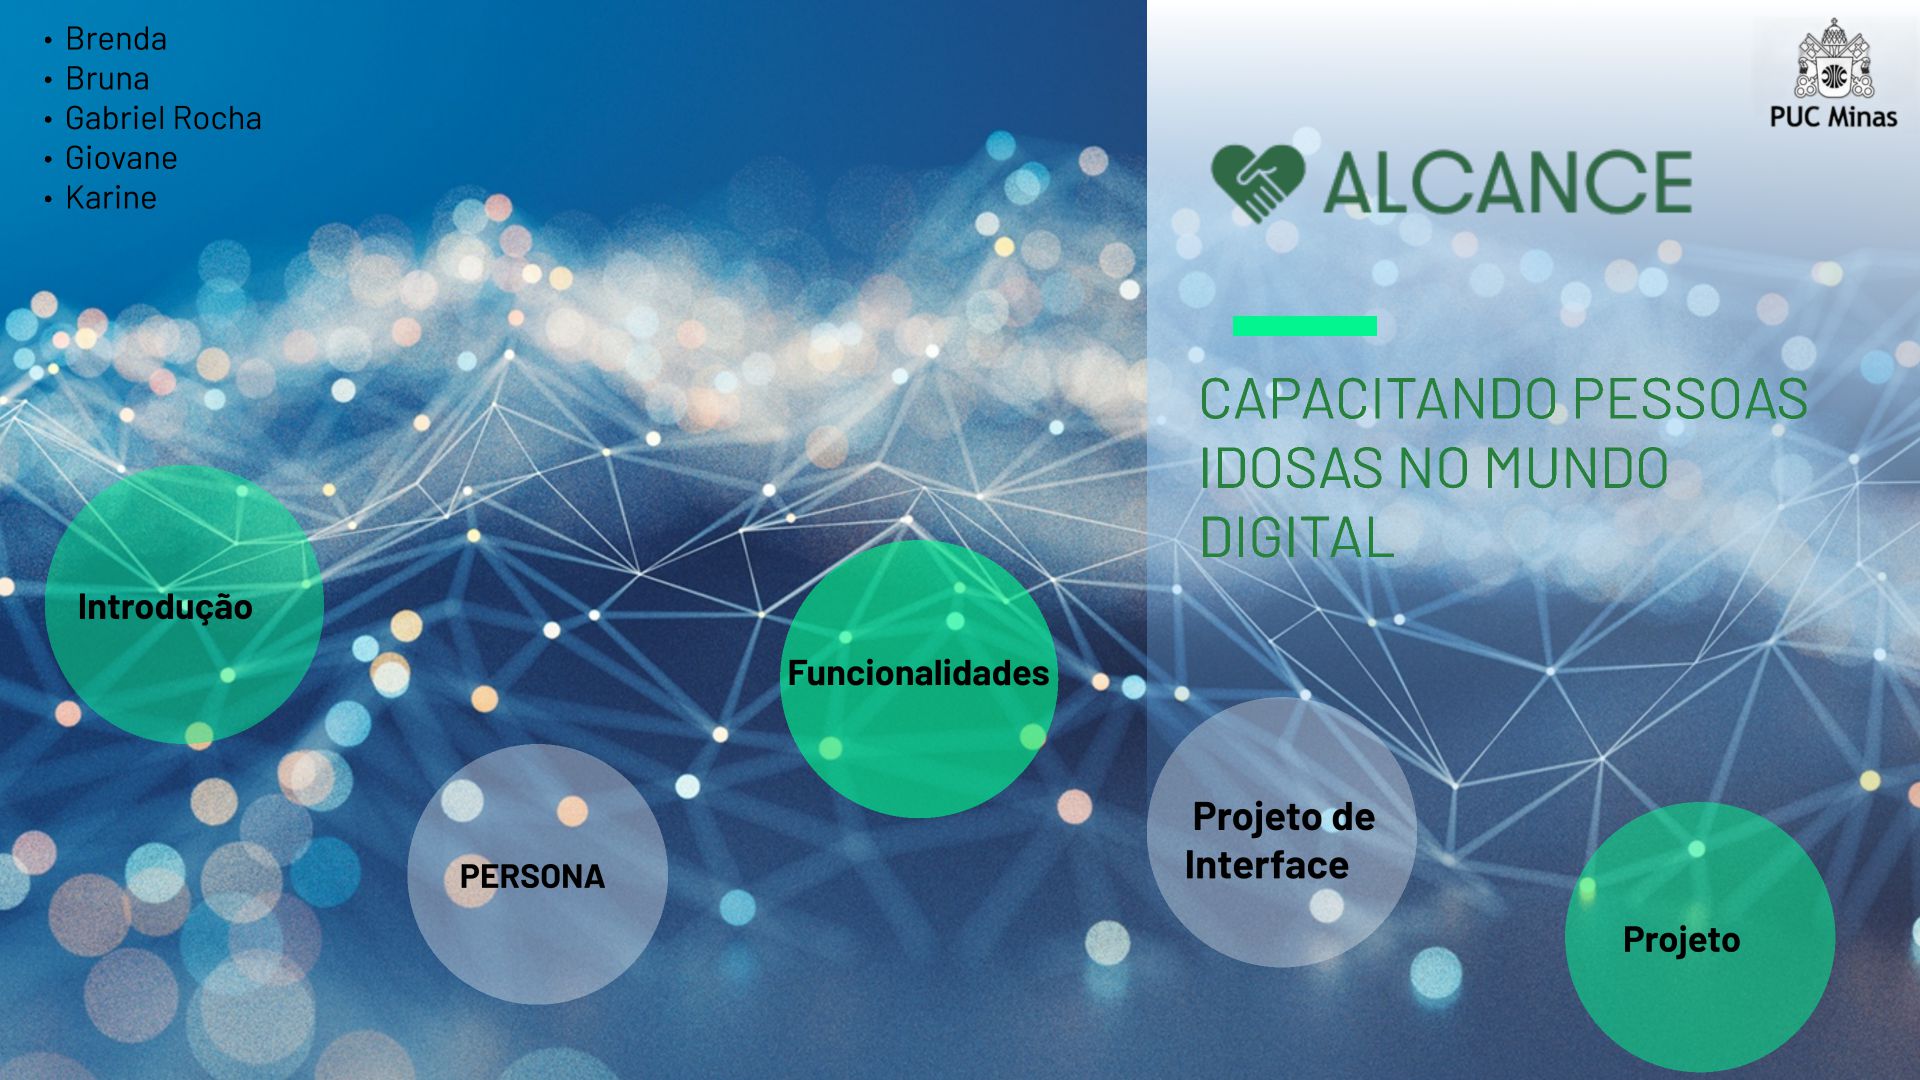 • Brenda
• Bruna
• Gabriel Rocha
• Giovane
• Karine
PUC Minas
ALCANCE
CAPACITANDO PESSOAS
IDOSAS NO MUNDO
DIGITAL
Introdução
PERSONA
Funcionalidades
Projeto de
Interface
Projeto